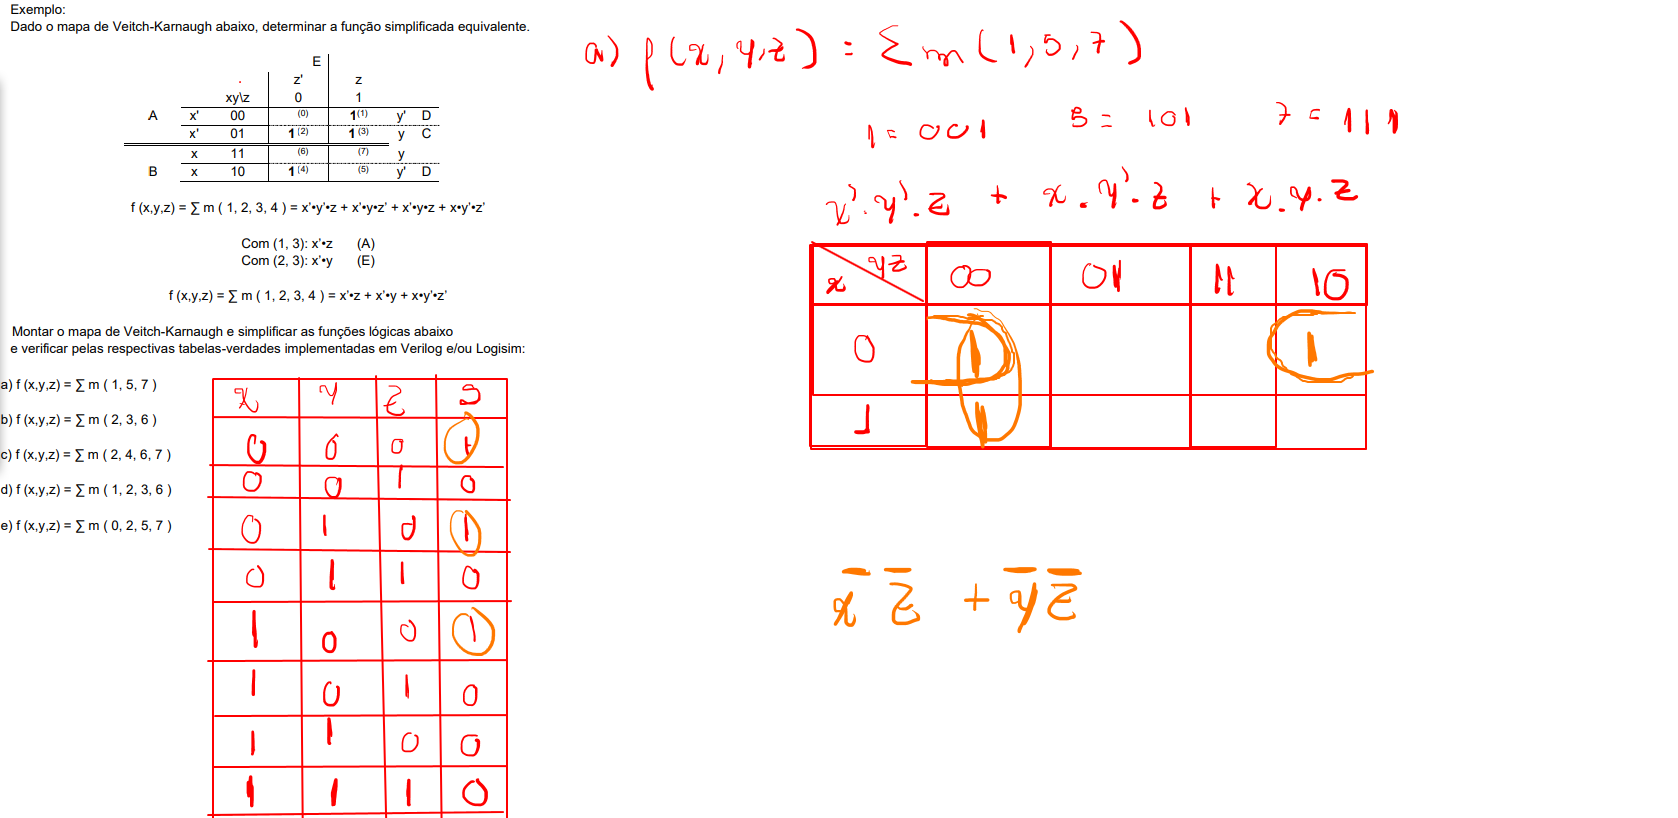 Exemplo:
Dado o mapa de Veitch-Karnaugh abaixo, determinar a função simplificada equivalente.
E
z' z
xy\z 0 1
A x' 00 (0) 1(1) y' D
x' 01 1(2) 1(3) y C
x 11 (6) (7) y
B x 10 1(4) (5) y' D
f (x,y,z) = ∑ m ( 1, 2, 3, 4 ) = x'•y'•z + x'•y•z' + x'•y•z + x•y'•z'
Com (1, 3): x'•z (A)
Com (2, 3): x'•y (E)
f (x,y,z) = ∑ m ( 1, 2, 3, 4 ) = x'•z + x'•y + x•y'•z'
Montar o mapa de Veitch-Karnaugh e simplificar as funções lógicas abaixo
e verificar pelas respectivas tabelas-verdades implementadas em Verilog e/ou Logisim:
a) f (x,y,z) = ∑ m ( 1, 5, 7 )
b) f (x,y,z) = ∑ m ( 2, 3, 6 )
c) f (x,y,z) = ∑ m ( 2, 4, 6, 7 )
d) f (x,y,z) = ∑ m ( 1, 2, 3, 6 )
e) f (x,y,z) = ∑ m ( 0, 2, 5, 7 )
x y z S
0 0 0 1
0 0 1 0
0 1 0 1
0 1 1 0
1 0 0 1
1 0 1 0
1 1 0 0
1 1 1 0
a) f(x,y,z) = Σ m (1,5,7)
1 = 001 5 = 101 7 = 111
x'.y'.z + x.y'.z + x.y.z
x yz 00 01 11 10
0 1 1
1 1
x̄ z̄ + ȳ z̄